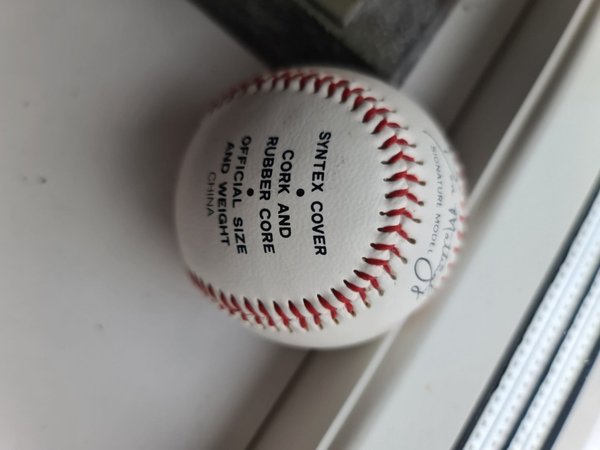 SYNTEX COVER
•
CORK AND
RUBBER CORE
•
OFFICIAL SIZE
AND WEIGHT
CHINA
SIGNATURE MODEL